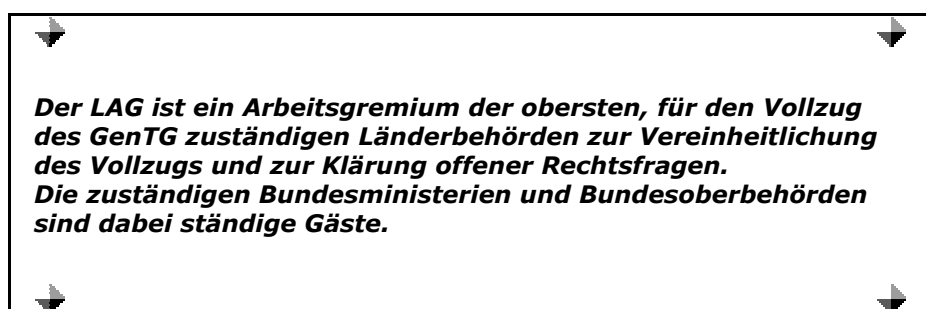 Der LAG ist ein Arbeitsgremium der obersten, für den Vollzug
des GenTG zuständigen Länderbehörden zur Vereinheitlichung
des Vollzugs und zur Klärung offener Rechtsfragen.
Die zuständigen Bundesministerien und Bundesoberbehörden
sind dabei ständige Gäste.